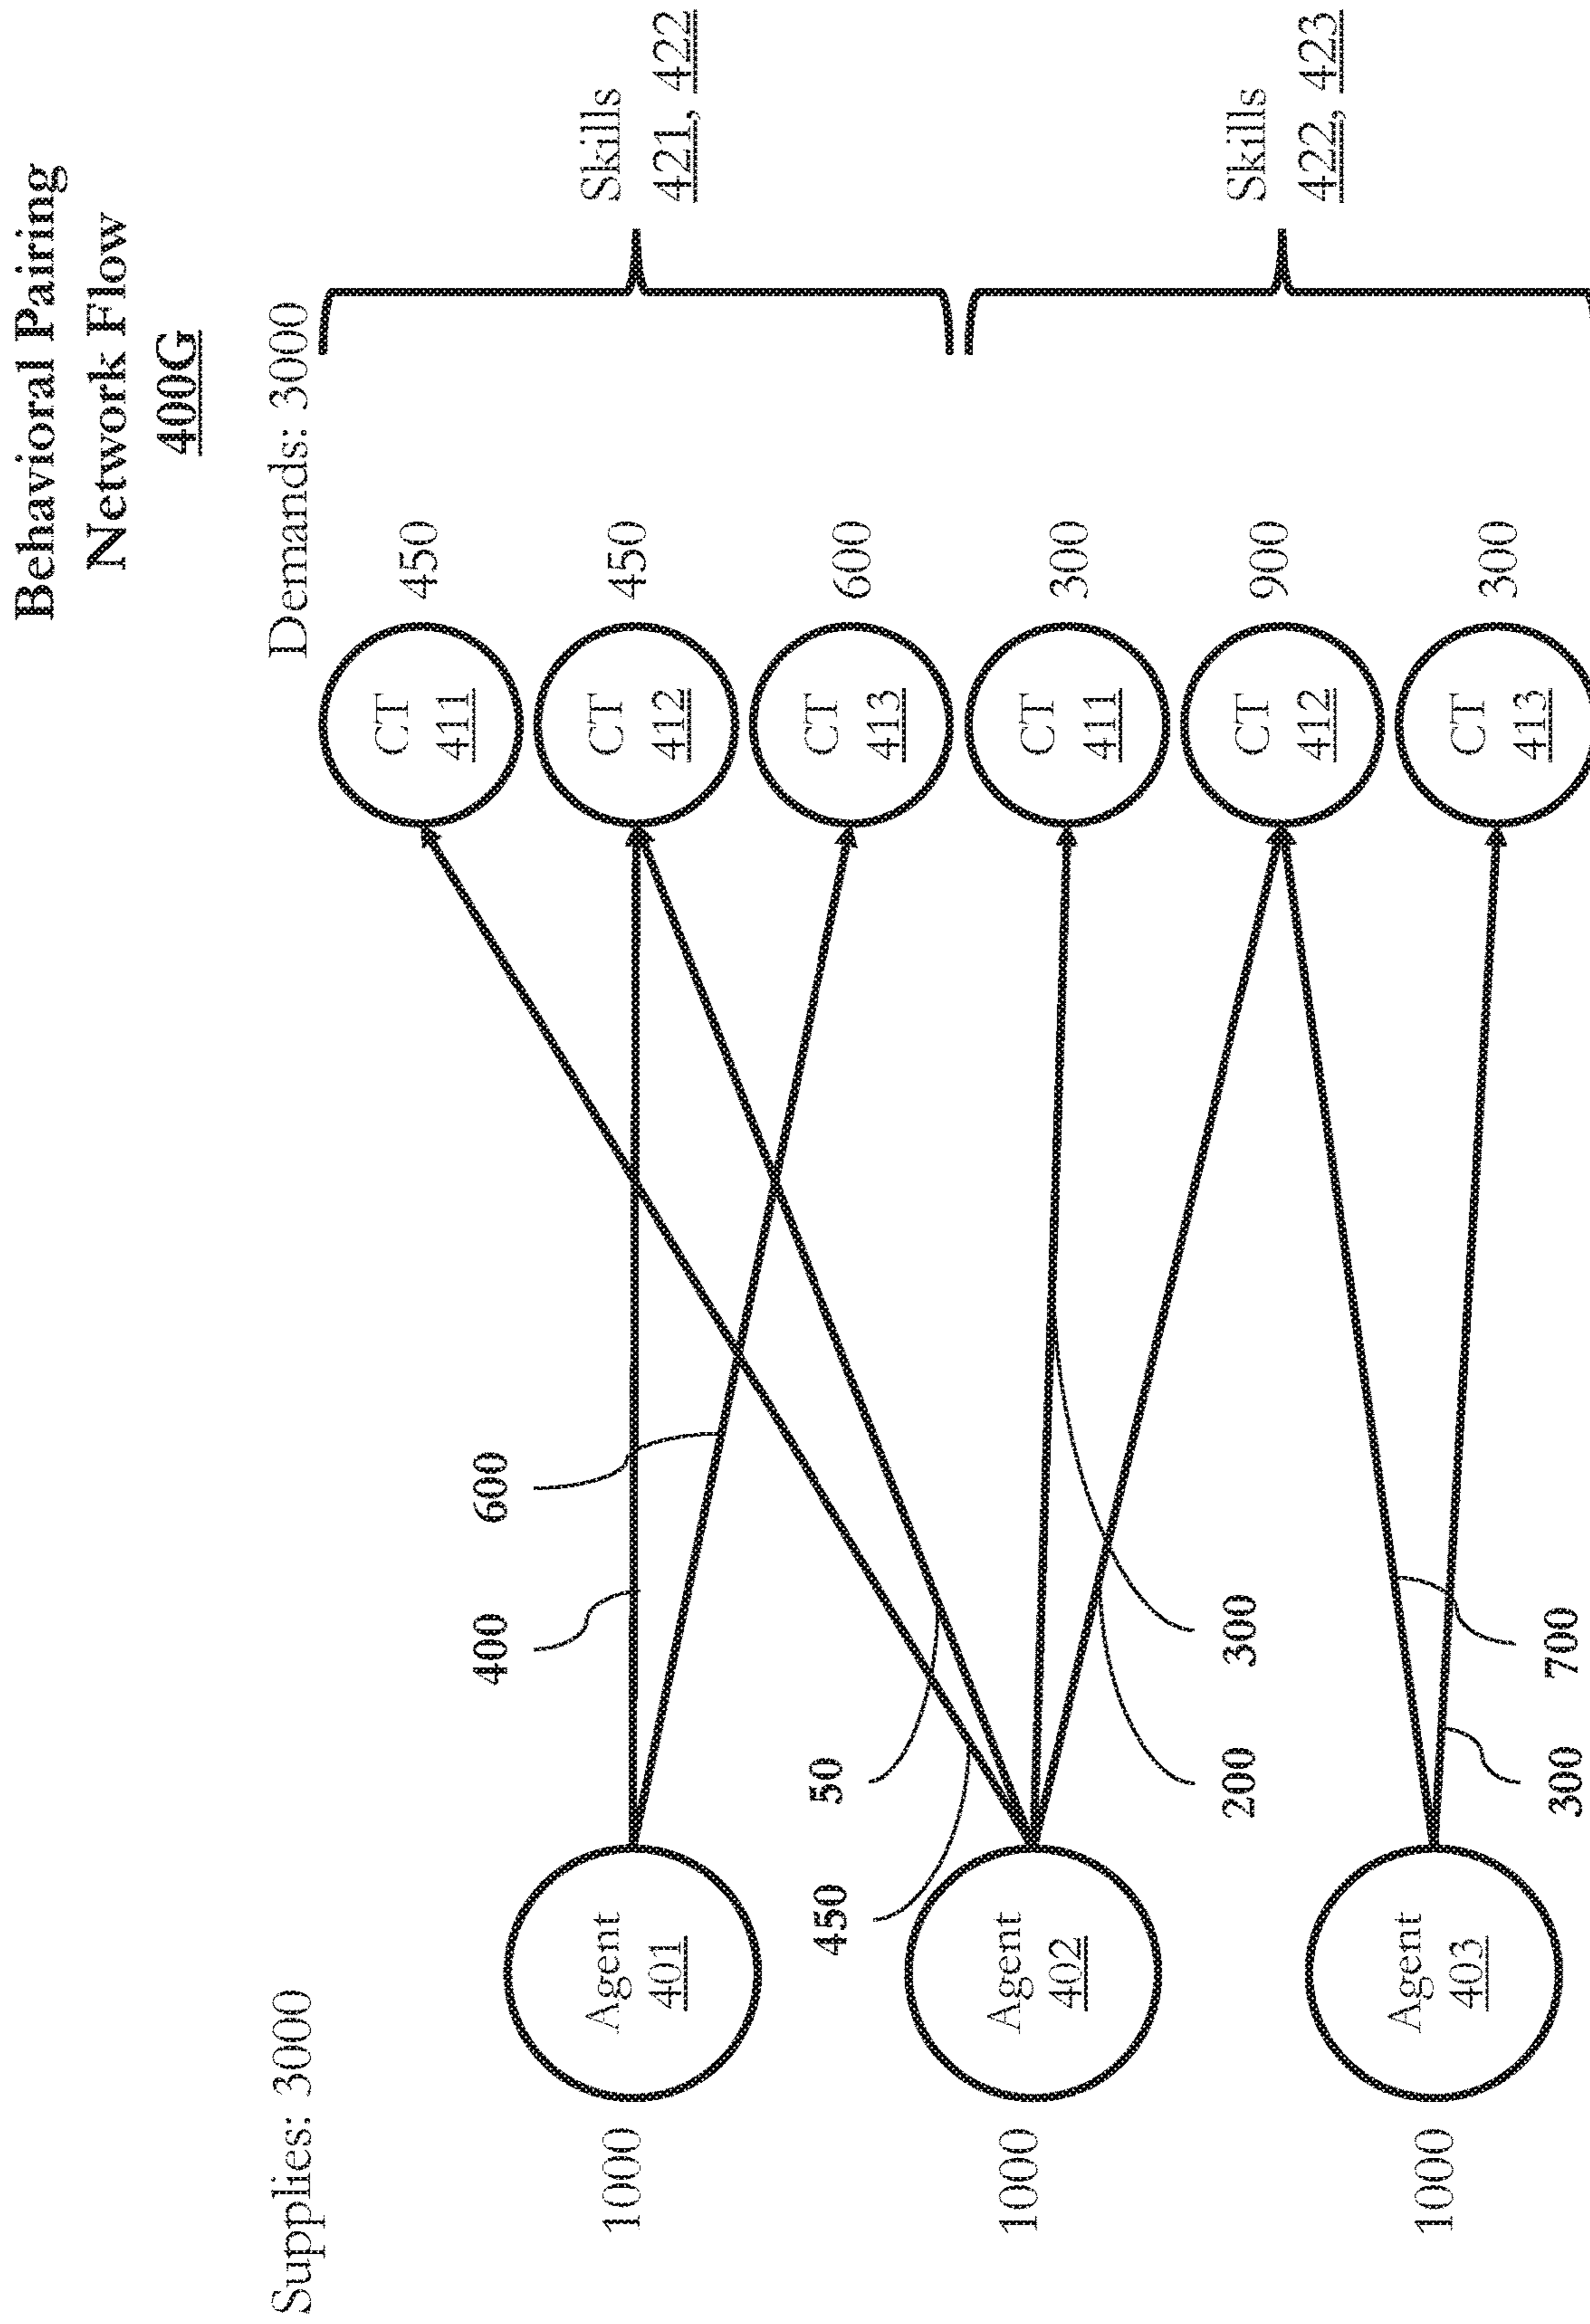 Behavioral Pairing
Network Flow
400G
Supplies: 3000
Demands: 3000
1000
Agent
401
400
600
1000
Agent
402
450
50
200
300
1000
Agent
403
300
700
CT
411
450
CT
412
450
CT
413
600
CT
411
300
CT
412
900
CT
413
300
Skills
421, 422
Skills
422, 423